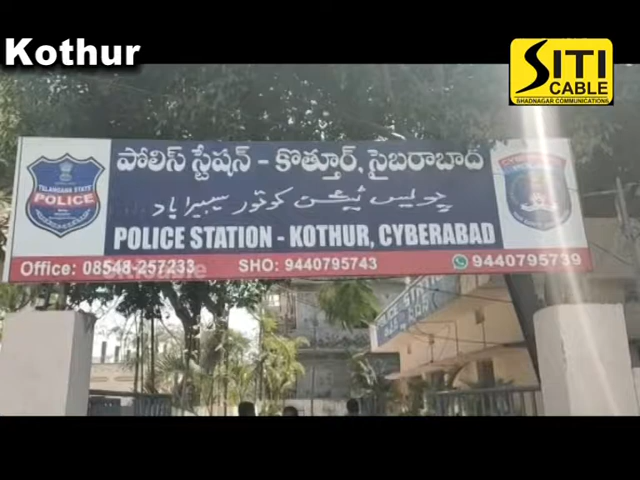 Kothur
SITI
CABLE
SHADNAGAR COMMUNICATIONS
పోలిస్ స్టేషన్ - కొత్తూర్, సైబరాబాద్
پولیس اسٹیشن کوتور سیبرآباد
POLICE STATION - KOTHUR, CYBERABAD
TELANGANA STATE
POLICE
CYBERABAD
Office: 08548-257233
SHO: 9440795743
9440795739